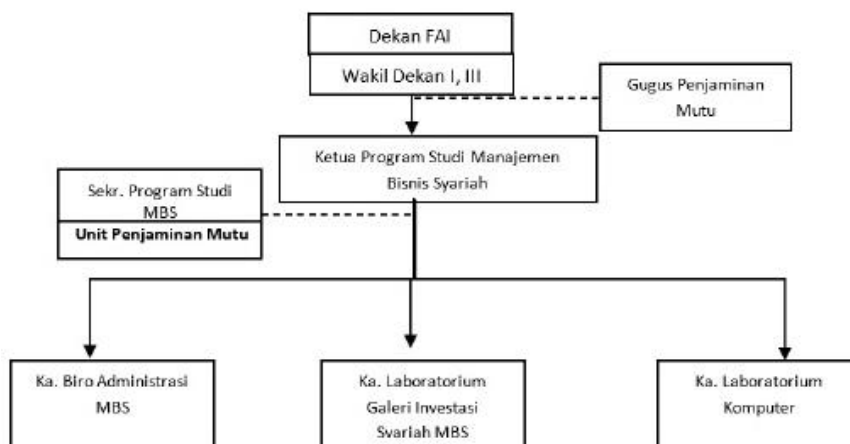 Dekan FAI
Wakil Dekan I, III
Gugus Penjaminan
Mutu
Ketua Program Studi Manajemen
Bisnis Syariah
Sekr. Program Studi
MBS
Unit Penjaminan Mutu
Ka. Biro Administrasi
MBS
Ka. Laboratorium
Galeri Investasi
Syariah MBS
Ka. Laboratorium
Komputer